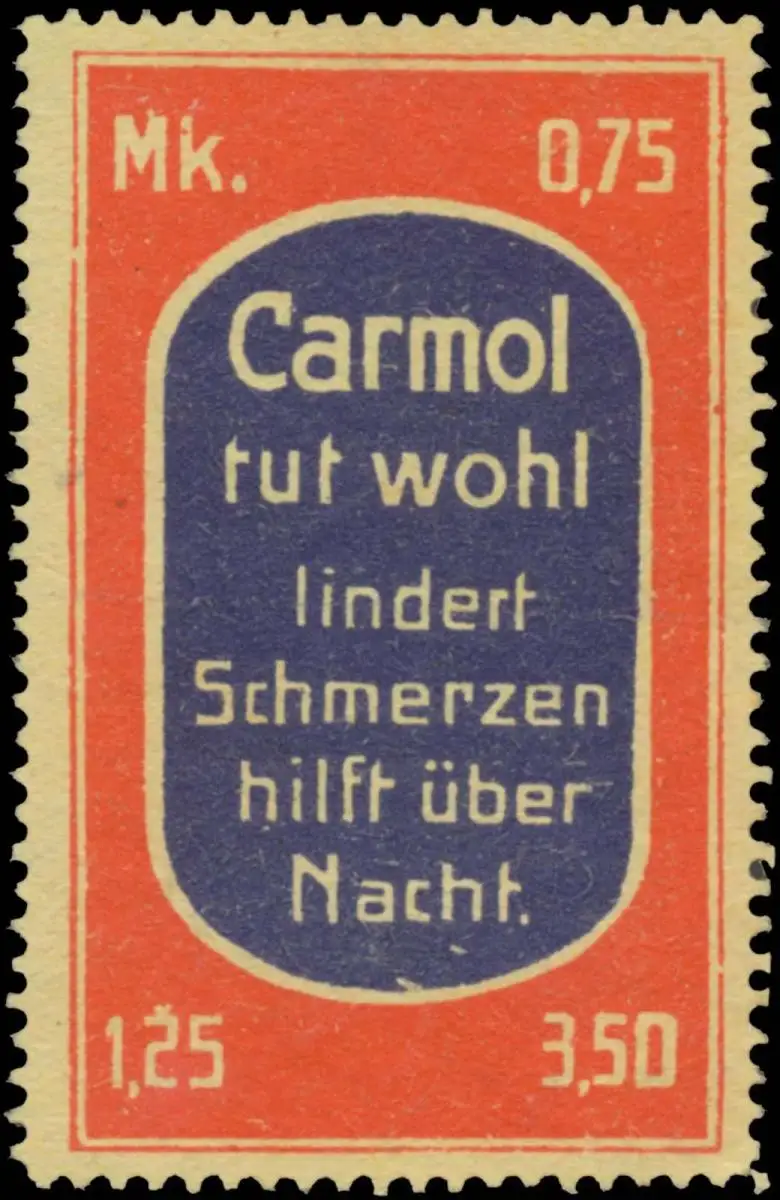 Mk. 0,75
Carmol
tut wohl
lindert
Schmerzen
hilft über
Nacht.
1,25 3,50